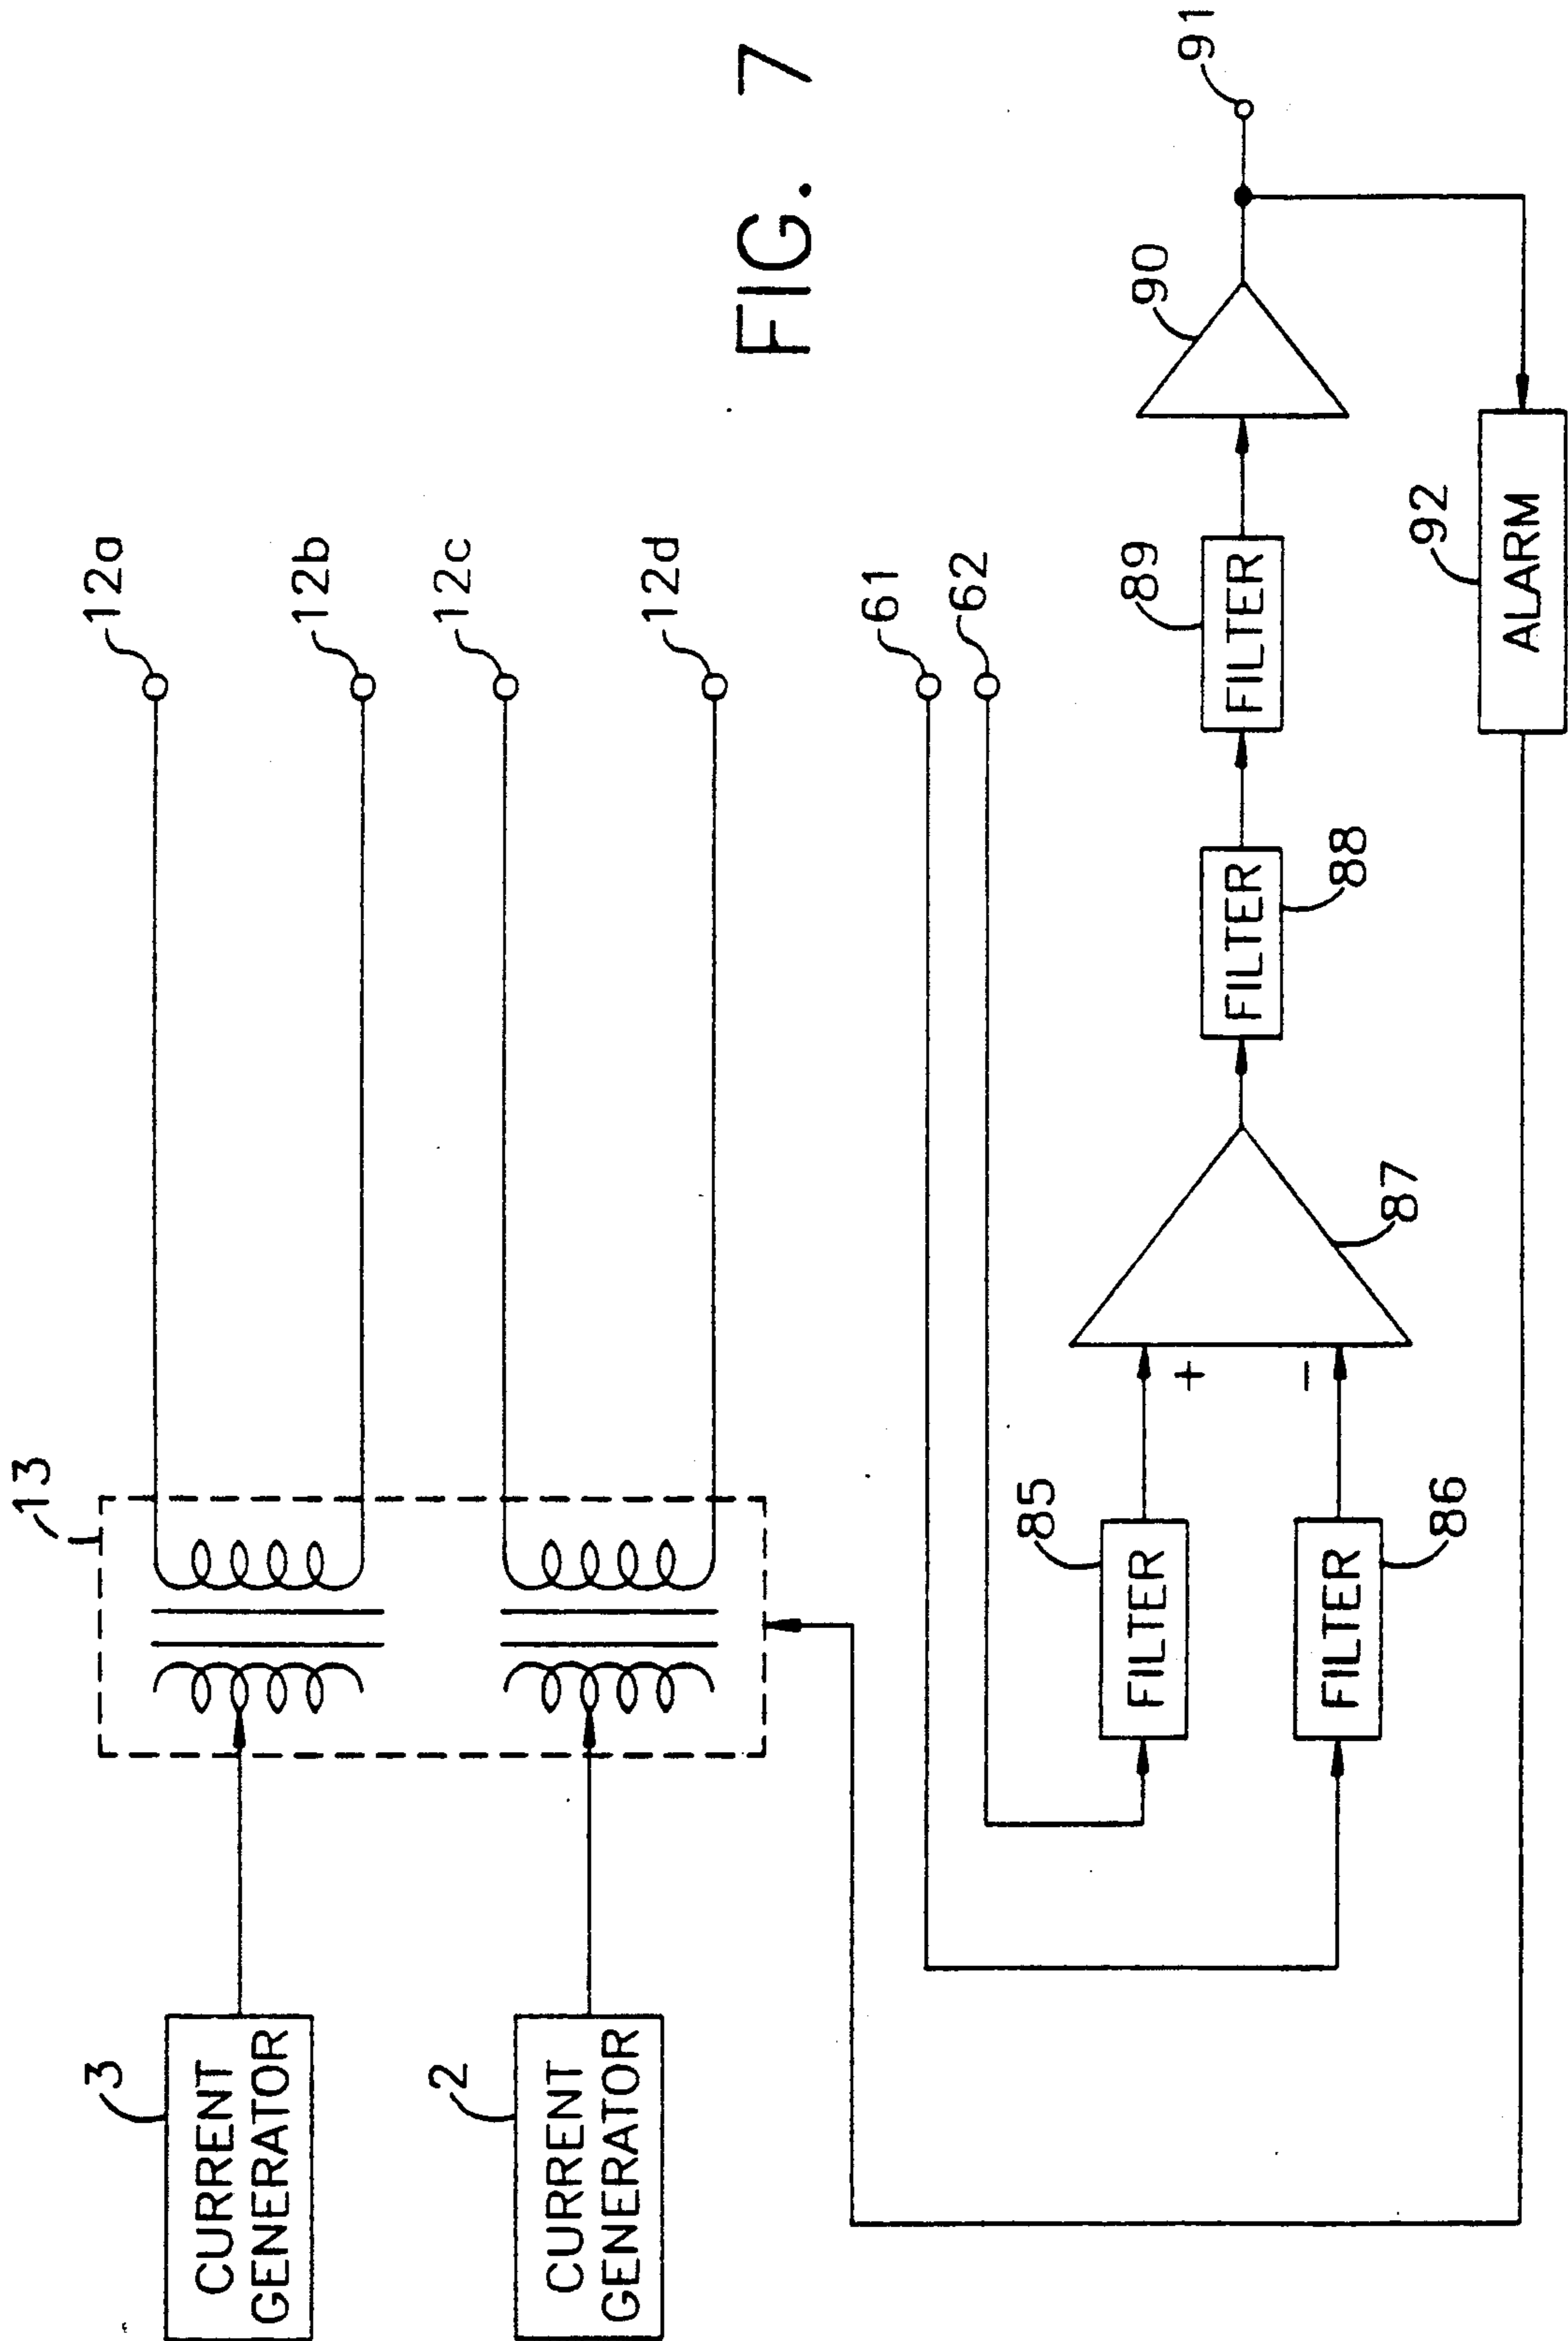 FIG. 7
13
3
CURRENT
GENERATOR
12a
12b
2
CURRENT
GENERATOR
12c
12d
61
62
85
FILTER
86
FILTER
+
−
87
FILTER
88
FILTER
89
90
91
92
ALARM